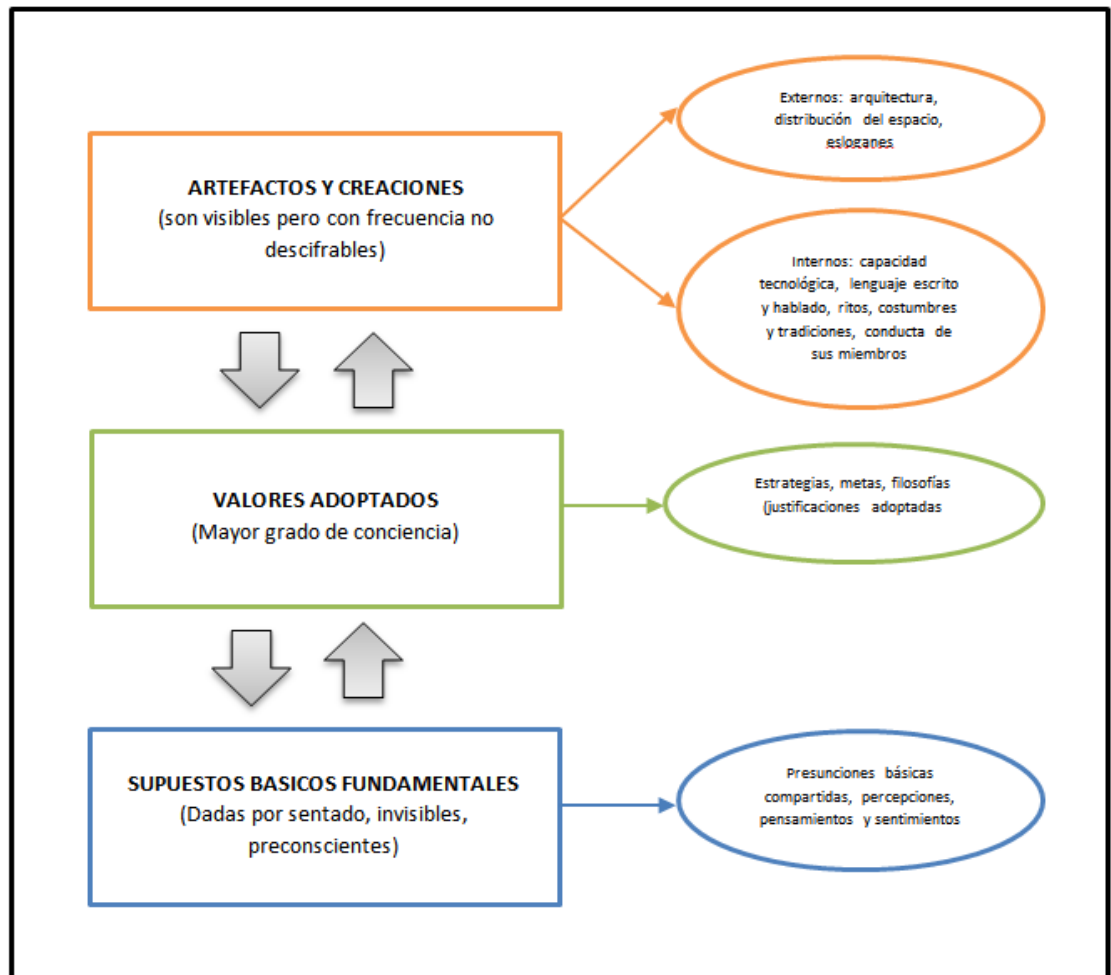 ARTEFACTOS Y CREACIONES
(son visibles pero con frecuencia no
descifrables)
Externos: arquitectura,
distribución del espacio,
esloganes
Internos: capacidad
tecnológica, lenguaje escrito
y hablado, ritos, costumbres
y tradiciones, conducta de
sus miembros
VALORES ADOPTADOS
(Mayor grado de conciencia)
Estrategias, metas, filosofías
(justificaciones adoptadas
SUPUESTOS BASICOS FUNDAMENTALES
(Dadas por sentado, invisibles,
preconscientes)
Presunciones básicas
compartidas, percepciones,
pensamientos y sentimientos